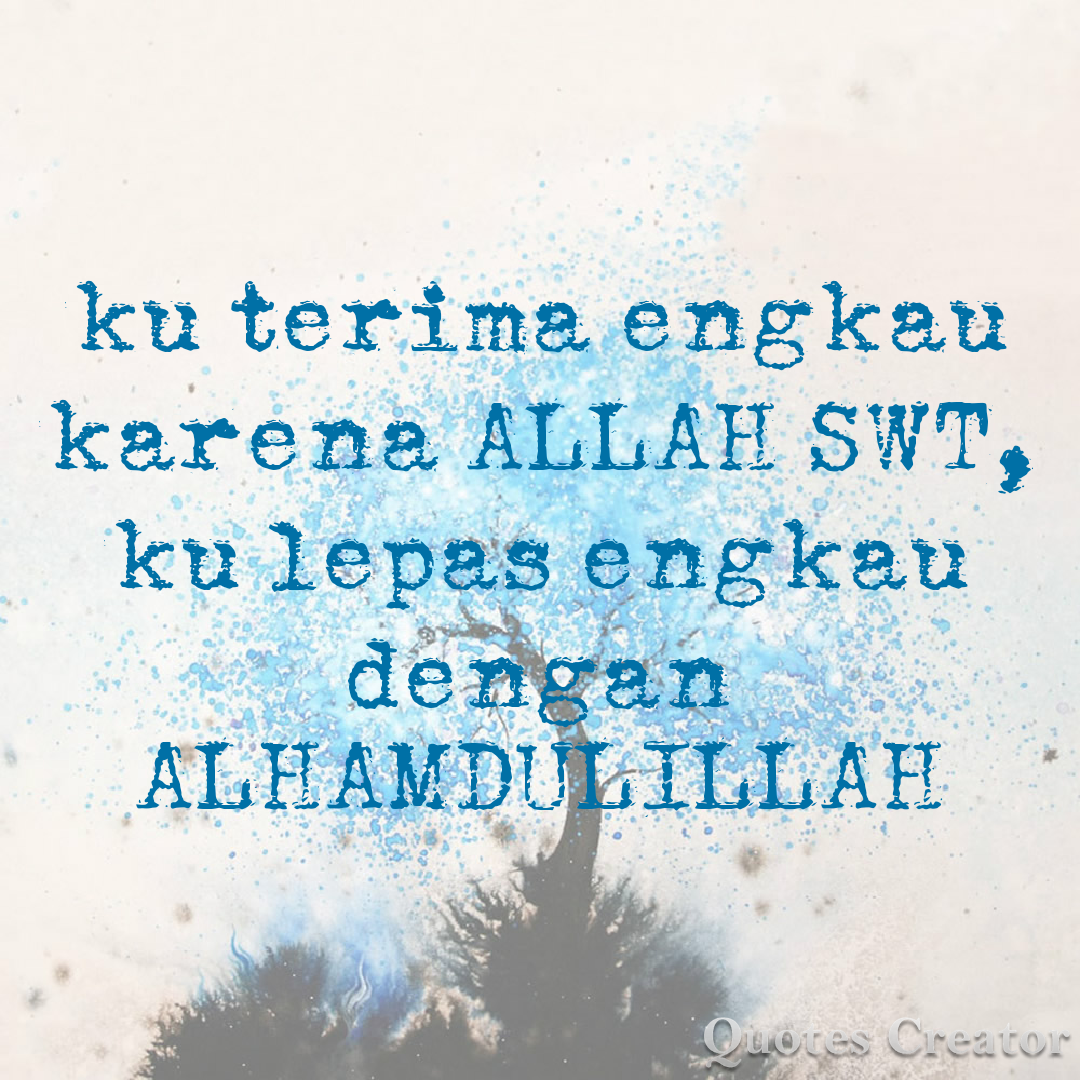 ku terima engkau
karena ALLAH SWT,
ku lepas engkau
dengan
ALHAMDULILLAH
Quotes Creator